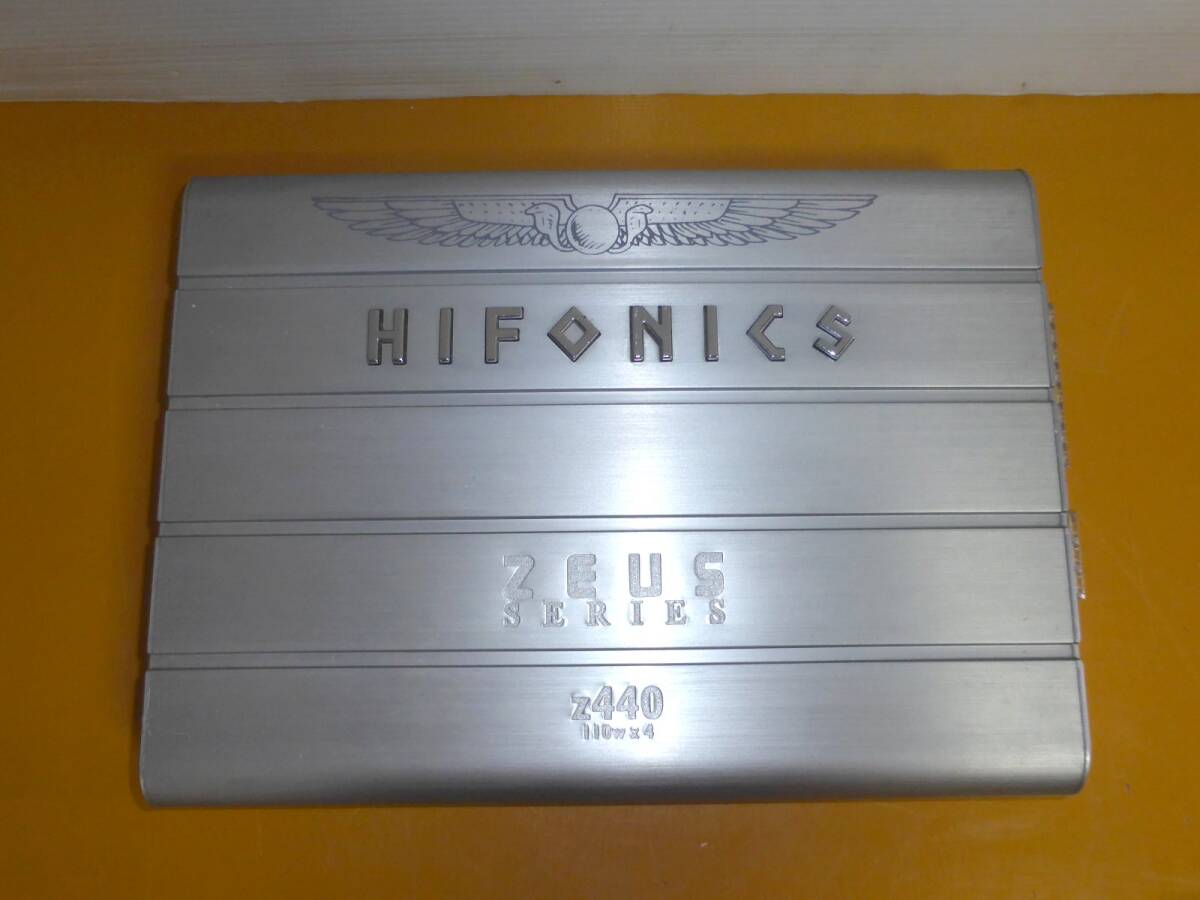 HIFONICS
ZEUS
SERIES
z440
110w x 4